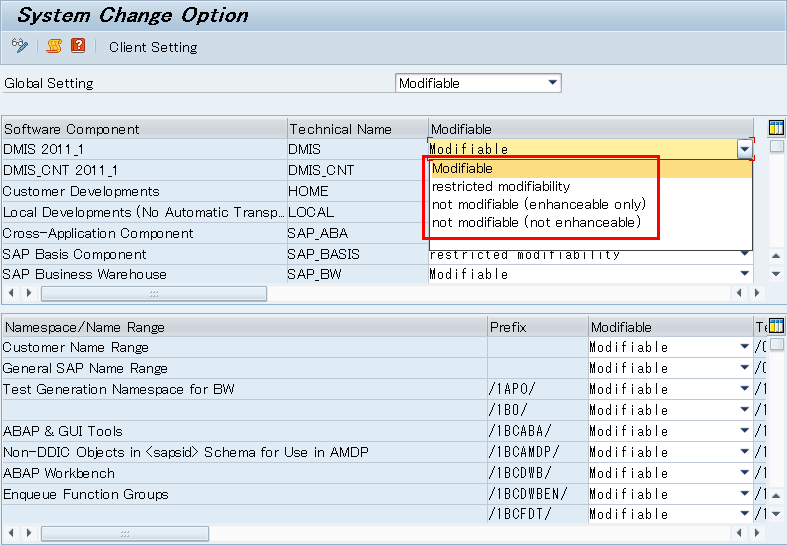 System Change Option
Client Setting
Global Setting Modifiable
Software Component Technical Name Modifiable
DMIS 2011_1 DMIS Modifiable
DMIS_CNT 2011_1 DMIS_CNT Modifiable
Customer Developments HOME restricted modifiability
Local Developments (No Automatic Transp... LOCAL not modifiable (enhanceable only)
Cross-Application Component SAP_ABA not modifiable (not enhanceable)
SAP Basis Component SAP_BASIS restricted modifiability
SAP Business Warehouse SAP_BW Modifiable
Namespace/Name Range Prefix Modifiable Te
Customer Name Range Modifiable /0
General SAP Name Range Modifiable /0
Test Generation Namespace for BW /1APO/ Modifiable /1
/1BO/ Modifiable /1
ABAP & GUI Tools /1BCABA/ Modifiable /1
Non-DDIC Objects in <sapsid> Schema for Use in AMDP /1BCAMDP/ Modifiable /1
ABAP Workbench /1BCDWB/ Modifiable /1
Enqueue Function Groups /1BCDWBEN/ Modifiable /1
/1BCFDT/ Modifiable /1